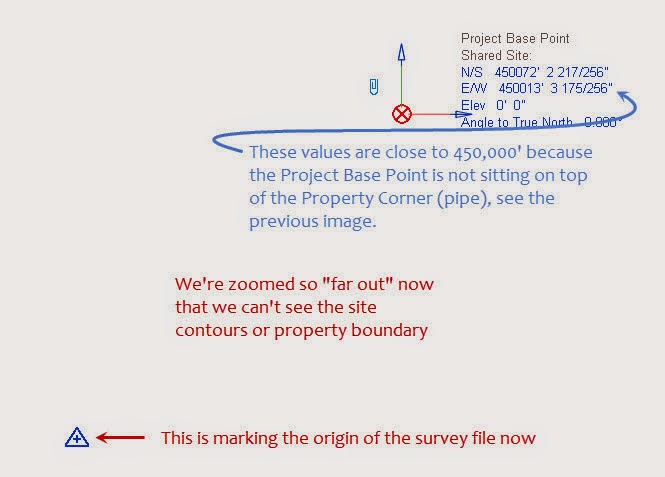 Project Base Point
Shared Site:
N/S 450072' 2 217/256"
E/W 450013' 3 175/256"
Elev 0' 0"
Angle to True North 0.000°
These values are close to 450,000' because
the Project Base Point is not sitting on top
of the Property Corner (pipe), see the
previous image.
We're zoomed so "far out" now
that we can't see the site
contours or property boundary
This is marking the origin of the survey file now